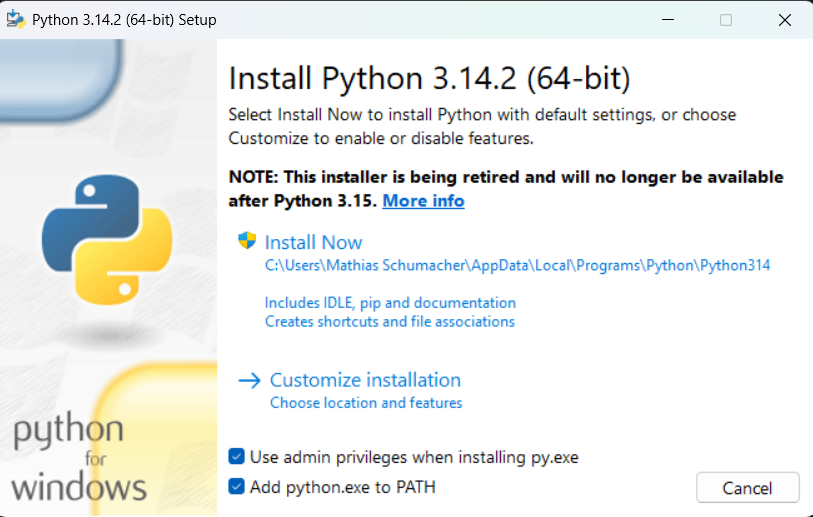 Python 3.14.2 (64-bit) Setup
Install Python 3.14.2 (64-bit)
Select Install Now to install Python with default settings, or choose
Customize to enable or disable features.
NOTE: This installer is being retired and will no longer be available
after Python 3.15. More info
Install Now
C:\Users\Mathias Schumacher\AppData\Local\Programs\Python\Python314
Includes IDLE, pip and documentation
Creates shortcuts and file associations
Customize installation
Choose location and features
Use admin privileges when installing py.exe
Add python.exe to PATH
Cancel
python
for
windows